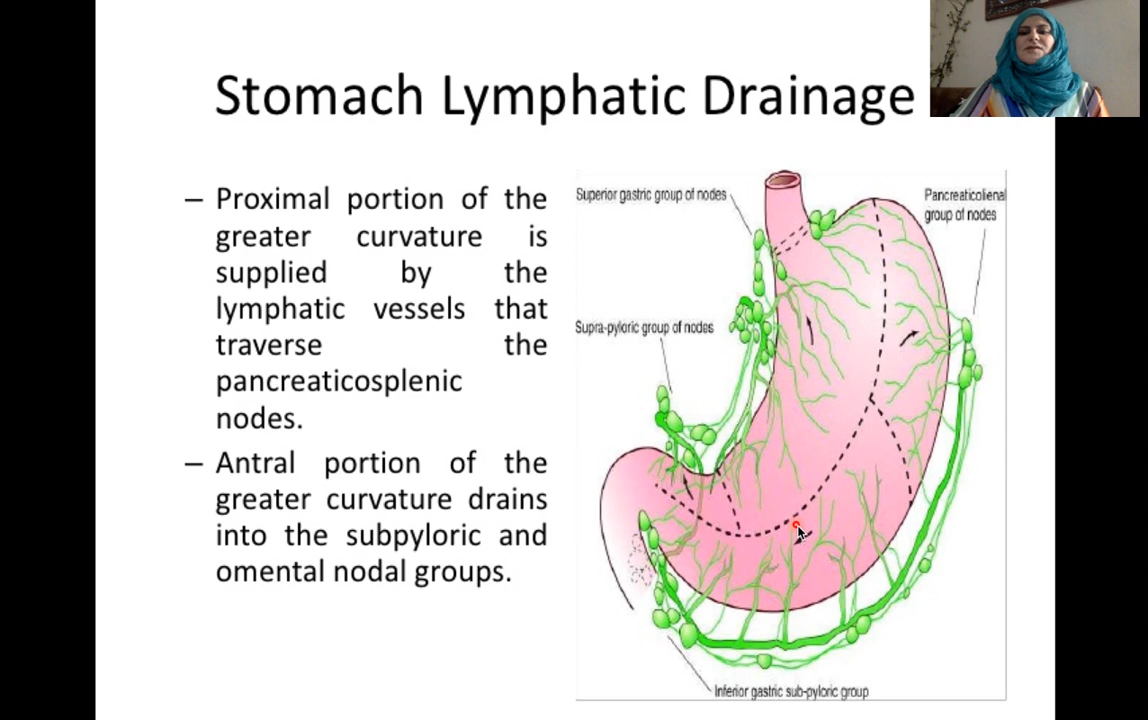 Stomach Lymphatic Drainage
– Proximal portion of the
greater curvature is
supplied by the
lymphatic vessels that
traverse the
pancreaticosplenic
nodes.
– Antral portion of the
greater curvature drains
into the subpyloric and
omental nodal groups.
Superior gastric group of nodes
Pancreaticolienal
group of nodes
Supra-pyloric group of nodes
Inferior gastric sub-pyloric group